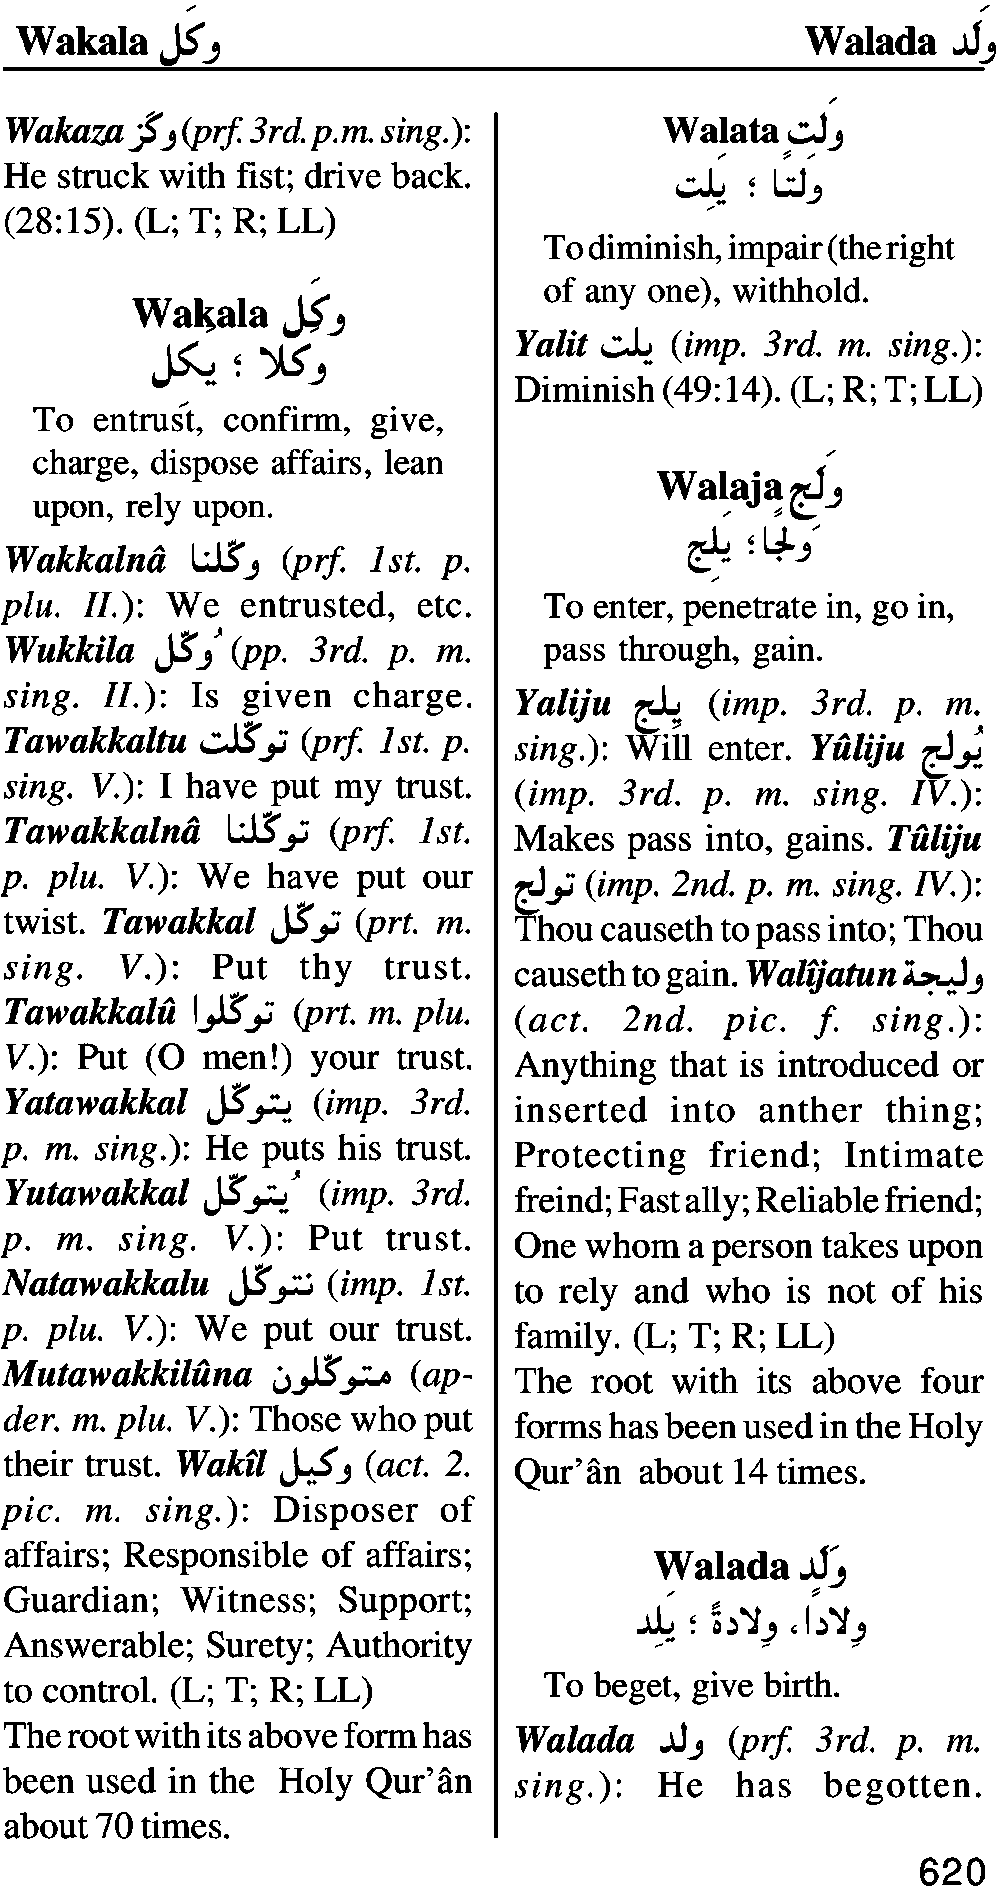 Wakala وكَل
Walada ولَد
Wakaza وكَز (prf. 3rd. p.m. sing.):
He struck with fist; drive back.
(28:15). (L; T; R; LL)
Wakala وكَل
وكلا ؛ يكل
To entrust, confirm, give,
charge, dispose affairs, lean
upon, rely upon.
Wakkalnâ وكّلنا (prf. 1st. p.
plu. II.): We entrusted, etc.
Wukkila وُكّل (pp. 3rd. p. m.
sing. II.): Is given charge.
Tawakkaltu توكّلت (prf. 1st. p.
sing. V.): I have put my trust.
Tawakkalnâ توكّلنا (prf. 1st.
p. plu. V.): We have put our
twist. Tawakkal توكّل (prt. m.
sing. V.): Put thy trust.
Tawakkalû توكّلوا (prt. m. plu.
V.): Put (O men!) your trust.
Yatawakkal يتوكّل (imp. 3rd.
p. m. sing.): He puts his trust.
Yutawakkal يُتوكّل (imp. 3rd.
p. m. sing. V.): Put trust.
Natawakkalu نتوكّل (imp. 1st.
p. plu. V.): We put our trust.
Mutawakkilûna متوكّلون (ap-
der. m. plu. V.): Those who put
their trust. Wakîl وكيل (act. 2.
pic. m. sing.): Disposer of
affairs; Responsible of affairs;
Guardian; Witness; Support;
Answerable; Surety; Authority
to control. (L; T; R; LL)
The root with its above form has
been used in the Holy Qur’ân
about 70 times.
Walata ولَت
ولتًا ؛ يلِت
To diminish, impair (the right
of any one), withhold.
Yalit يلت (imp. 3rd. m. sing.):
Diminish (49:14). (L; R; T; LL)
Walaja ولَج
وَلجًا ؛ يلِج
To enter, penetrate in, go in,
pass through, gain.
Yaliju يلِج (imp. 3rd. p. m.
sing.): Will enter. Yûliju يُولج
(imp. 3rd. p. m. sing. IV.):
Makes pass into, gains. Tûliju
تولج (imp. 2nd. p. m. sing. IV.):
Thou causeth to pass into; Thou
causeth to gain. Walîjatun وليجة
(act. 2nd. pic. f. sing.):
Anything that is introduced or
inserted into anther thing;
Protecting friend; Intimate
freind; Fast ally; Reliable friend;
One whom a person takes upon
to rely and who is not of his
family. (L; T; R; LL)
The root with its above four
forms has been used in the Holy
Qur’ân about 14 times.
Walada ولَد
وِلادًا، وِلادةً ؛ يَلِد
To beget, give birth.
Walada ولد (prf. 3rd. p. m.
sing.): He has begotten.
620